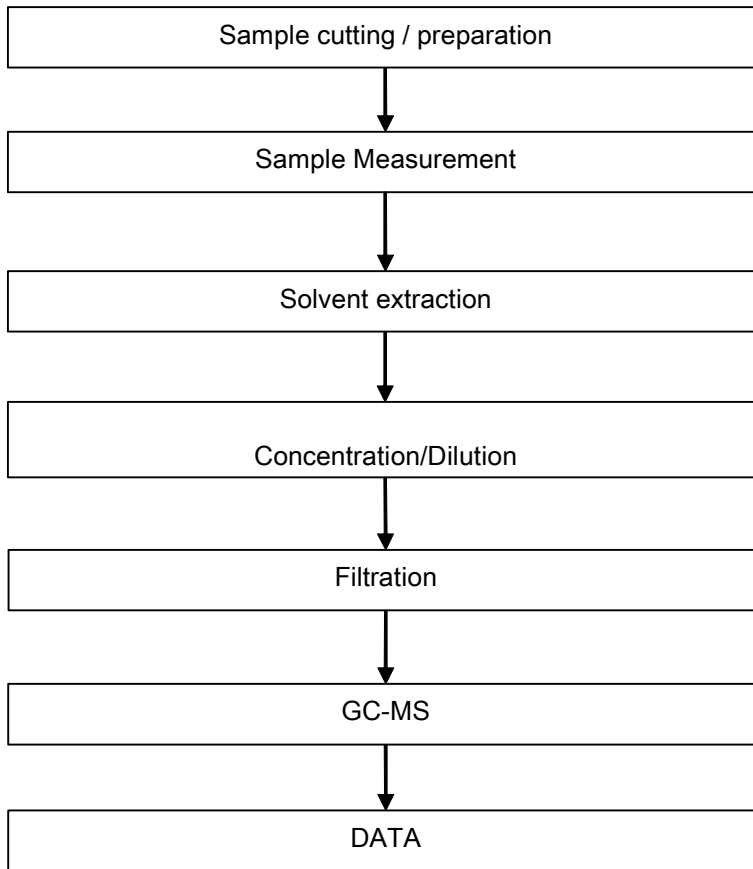 Sample cutting / preparation
Sample Measurement
Solvent extraction
Concentration/Dilution
Filtration
GC-MS
DATA